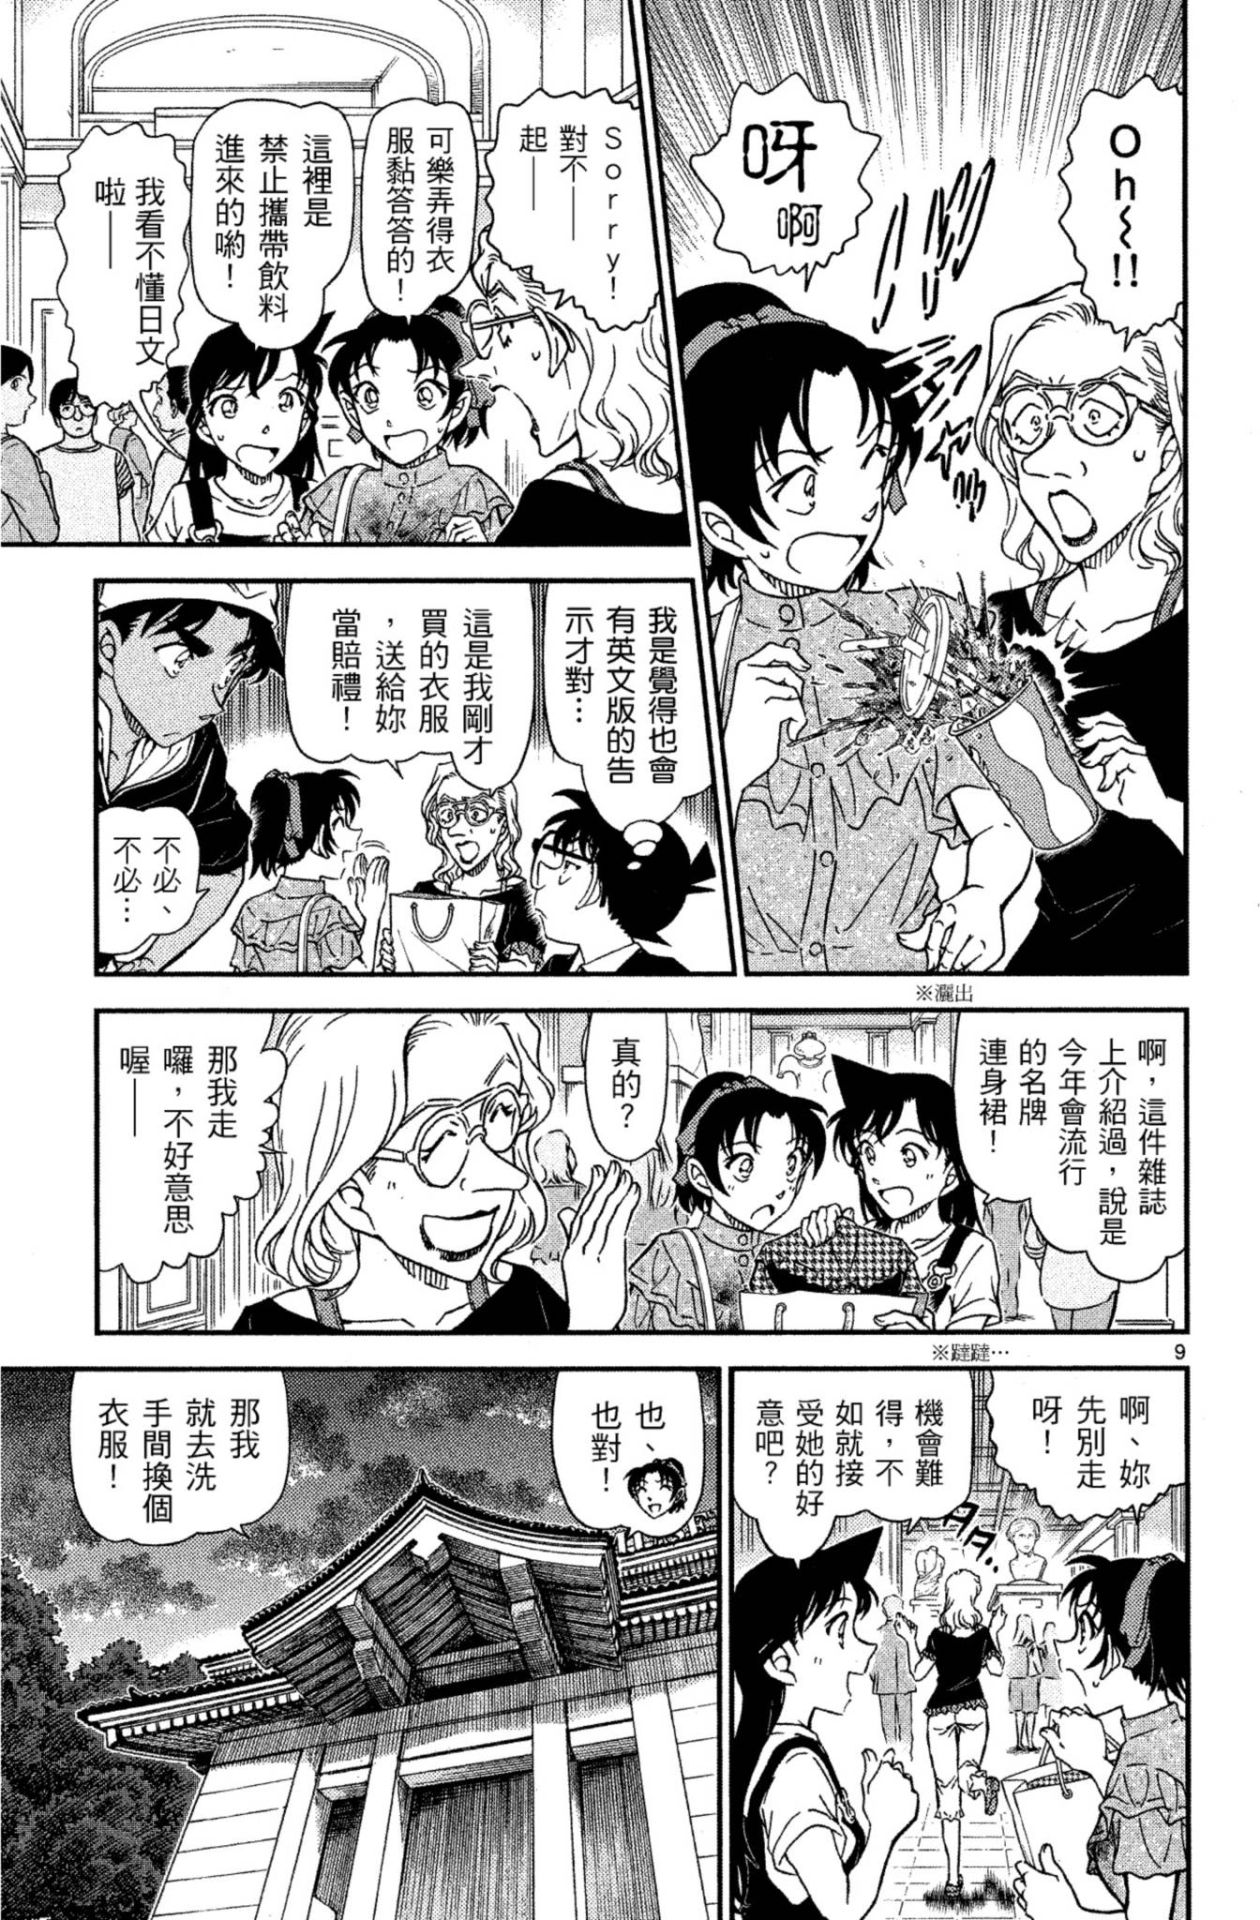 Oh~!!
呀啊
※灑出
Sorry！
對不——
起——
可樂弄得衣
服黏答答的！
這裡是
禁止攜帶飲料
進來的喲！
我看不懂日文
啦——
我是覺得也會
有英文版的告
示才對…
這是我剛才
買的衣服
，送給妳
當賠禮！
不必、
不必…
啊，這件雜誌
上介紹過，說是
今年會流行
的名牌
連身裙！
真的？
那我走
囉，不好意思
喔——
9
※躂躂…
啊、妳
先別走
呀！
機會難
得，不
如就接
受她的好
意吧？
タタ..
也、
也對！
那我
就去洗
手間換個
衣服！